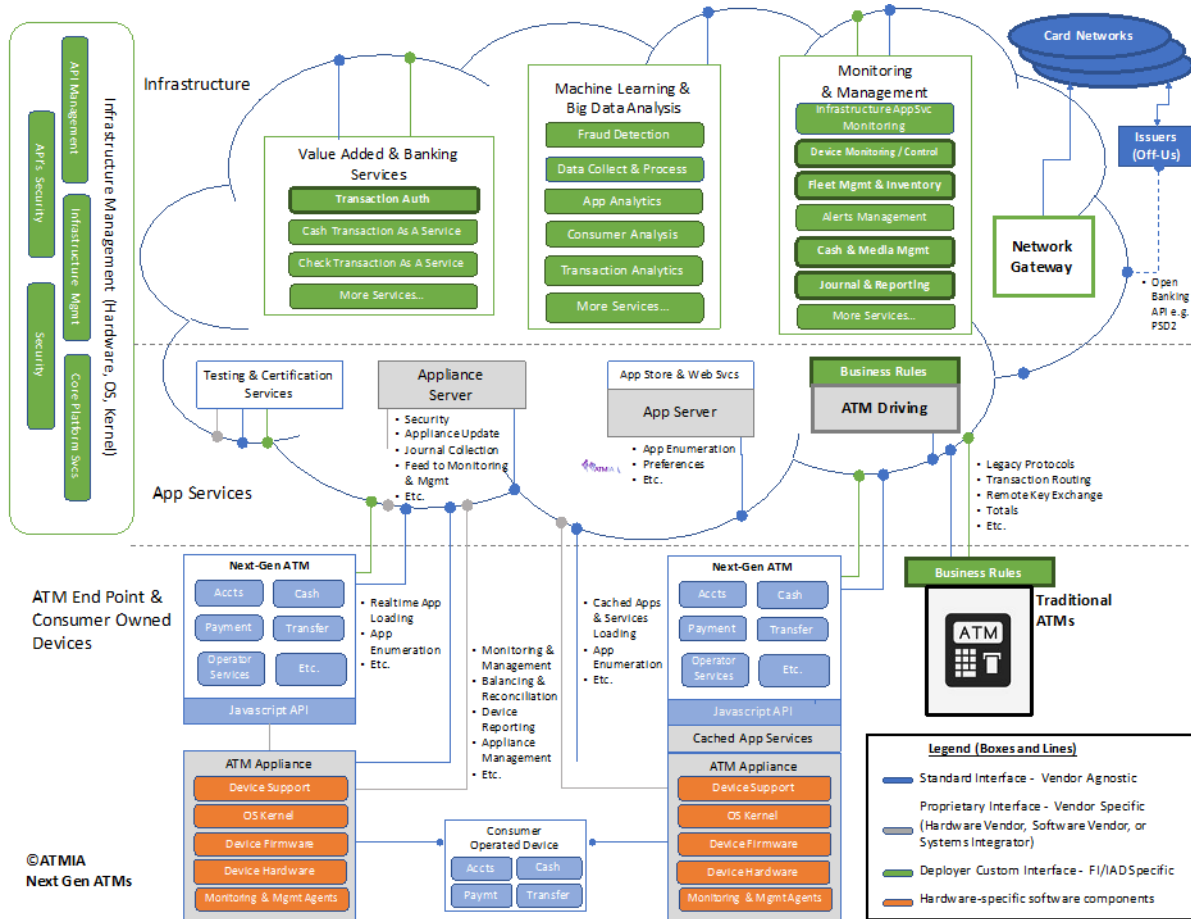 Infrastructure Management (Hardware, OS, Kernel)
API Management
API's Security
Infrastructure Mgmt
Security
Core Platform Svcs
Infrastructure
Value Added & Banking
Services
Transaction Auth
Cash Transaction As A Service
Check Transaction As A Service
More Services...
Machine Learning &
Big Data Analysis
Fraud Detection
Data Collect & Process
App Analytics
Consumer Analysis
Transaction Analytics
More Services...
Monitoring
& Management
Infrastructure AppSvc
Monitoring
Device Monitoring / Control
Fleet Mgmt & Inventory
Alerts Management
Cash & Media Mgmt
Journal & Reporting
More Services...
Card Networks
Issuers
(Off-Us)
Network
Gateway
• Open
Banking
API e.g.
PSD2
Testing & Certification
Services
Appliance
Server
• Security
• Appliance Update
• Journal Collection
• Feed to Monitoring
& Mgmt
• Etc.
App Store & Web Svcs
App Server
• App Enumeration
• Preferences
• Etc.
ATMIA
Business Rules
ATM Driving
• Legacy Protocols
• Transaction Routing
• Remote Key Exchange
• Totals
• Etc.
App Services
ATM End Point &
Consumer Owned
Devices
Next-Gen ATM
Accts
Cash
Payment
Transfer
Operator
Services
Etc.
Javascript API
• Realtime App
Loading
• App
Enumeration
• Etc.
• Monitoring &
Management
• Balancing &
Reconciliation
• Device
Reporting
• Appliance
Management
• Etc.
• Cached Apps
& Services
Loading
• App
Enumeration
• Etc.
Next-Gen ATM
Accts
Cash
Payment
Transfer
Operator
Services
Etc.
Javascript API
Cached App Services
Business Rules
ATM
Traditional
ATMs
ATM Appliance
Device Support
OS Kernel
Device Firmware
Device Hardware
Monitoring & Mgmt Agents
Consumer
Operated Device
Accts
Cash
Paymt
Transfer
ATM Appliance
Device Support
OS Kernel
Device Firmware
Device Hardware
Monitoring & Mgmt Agents
Legend (Boxes and Lines)
Standard Interface - Vendor Agnostic
Proprietary Interface - Vendor Specific
(Hardware Vendor, Software Vendor, or
Systems Integrator)
Deployer Custom Interface - FI/IAD Specific
Hardware-specific software components
©ATMIA
Next Gen ATMs